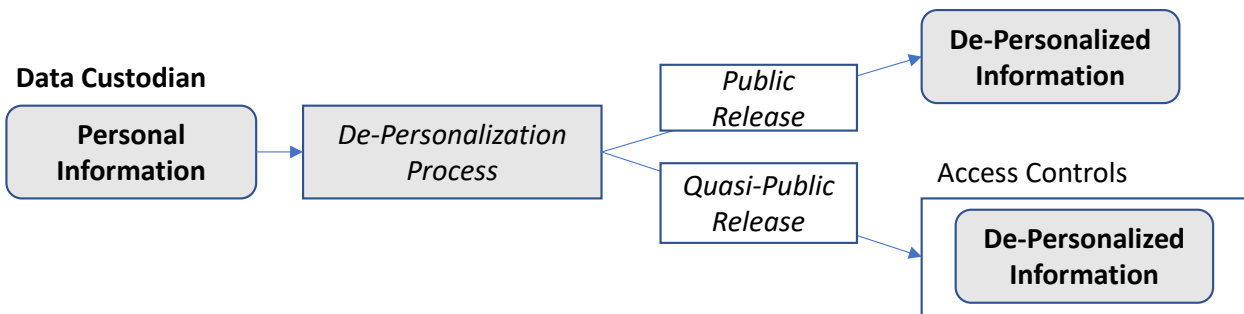 Data Custodian
Personal
Information
De-Personalization
Process
Public
Release
De-Personalized
Information
Quasi-Public
Release
Access Controls
De-Personalized
Information